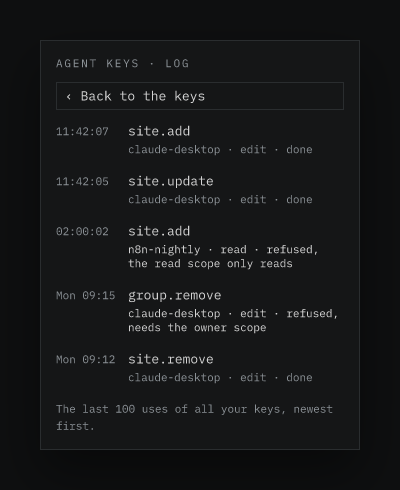 AGENT KEYS · LOG
‹ Back to the keys
11:42:07 site.add
claude-desktop · edit · done
11:42:05 site.update
claude-desktop · edit · done
02:00:02 site.add
n8n-nightly · read · refused,
the read scope only reads
Mon 09:15 group.remove
claude-desktop · edit · refused,
needs the owner scope
Mon 09:12 site.remove
claude-desktop · edit · done
The last 100 uses of all your keys, newest
first.